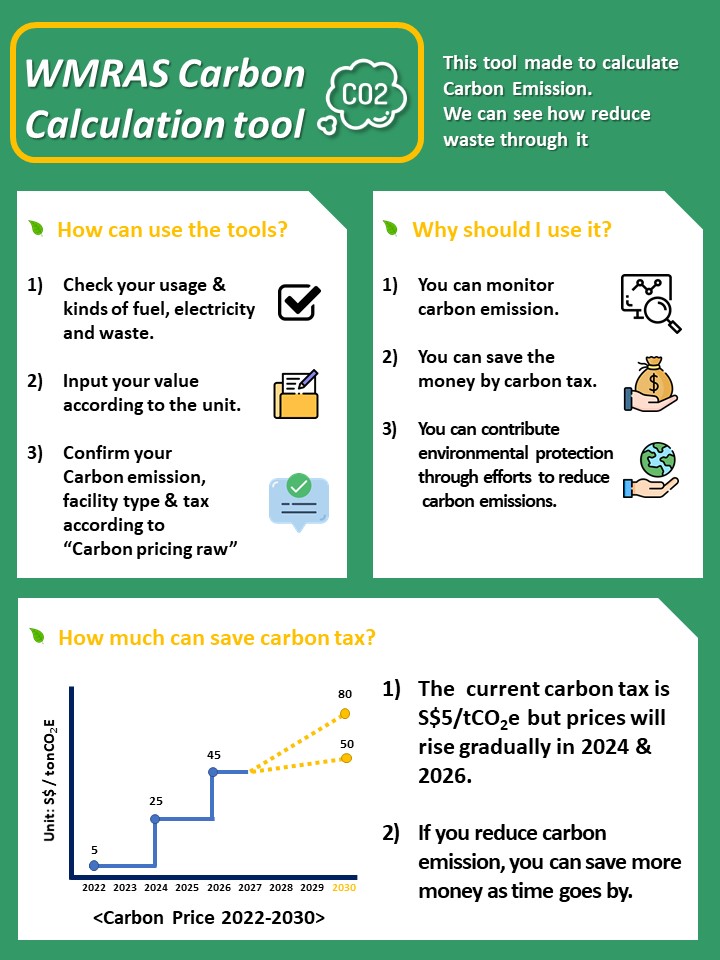 WMRAS Carbon
Calculation tool
CO2
This tool made to calculate
Carbon Emission.
We can see how reduce
waste through it
How can use the tools?
1) Check your usage &
kinds of fuel, electricity
and waste.
2) Input your value
according to the unit.
3) Confirm your
Carbon emission,
facility type & tax
according to
“Carbon pricing raw”
Why should I use it?
1) You can monitor
carbon emission.
2) You can save the
money by carbon tax.
$
3) You can contribute
environmental protection
through efforts to reduce
carbon emissions.
How much can save carbon tax?
Unit: S$ / tonCO₂E
5
25
45
80
50
2022 2023 2024 2025 2026 2027 2028 2029 2030
<Carbon Price 2022-2030>
1) The current carbon tax is
S$5/tCO₂e but prices will
rise gradually in 2024 &
2026.
2) If you reduce carbon
emission, you can save more
money as time goes by.